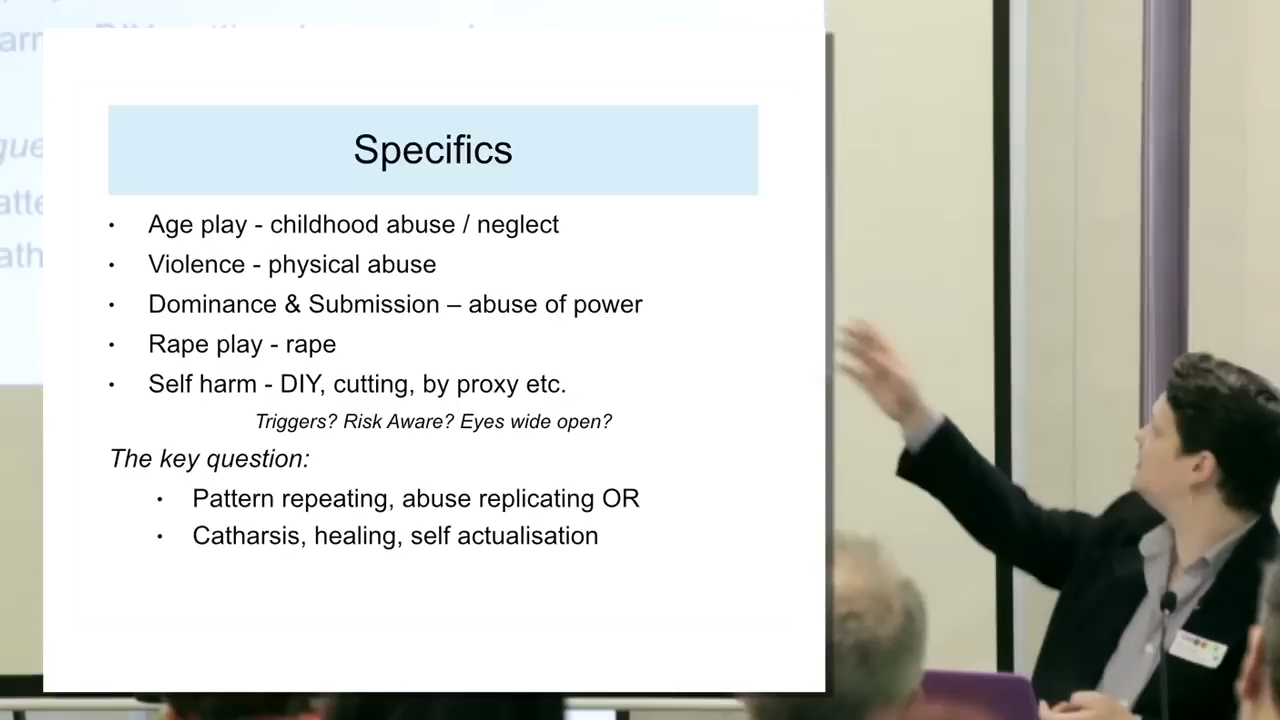 Specifics
• Age play - childhood abuse / neglect
• Violence - physical abuse
• Dominance & Submission – abuse of power
• Rape play - rape
• Self harm - DIY, cutting, by proxy etc.
Triggers? Risk Aware? Eyes wide open?
The key question:
• Pattern repeating, abuse replicating OR
• Catharsis, healing, self actualisation